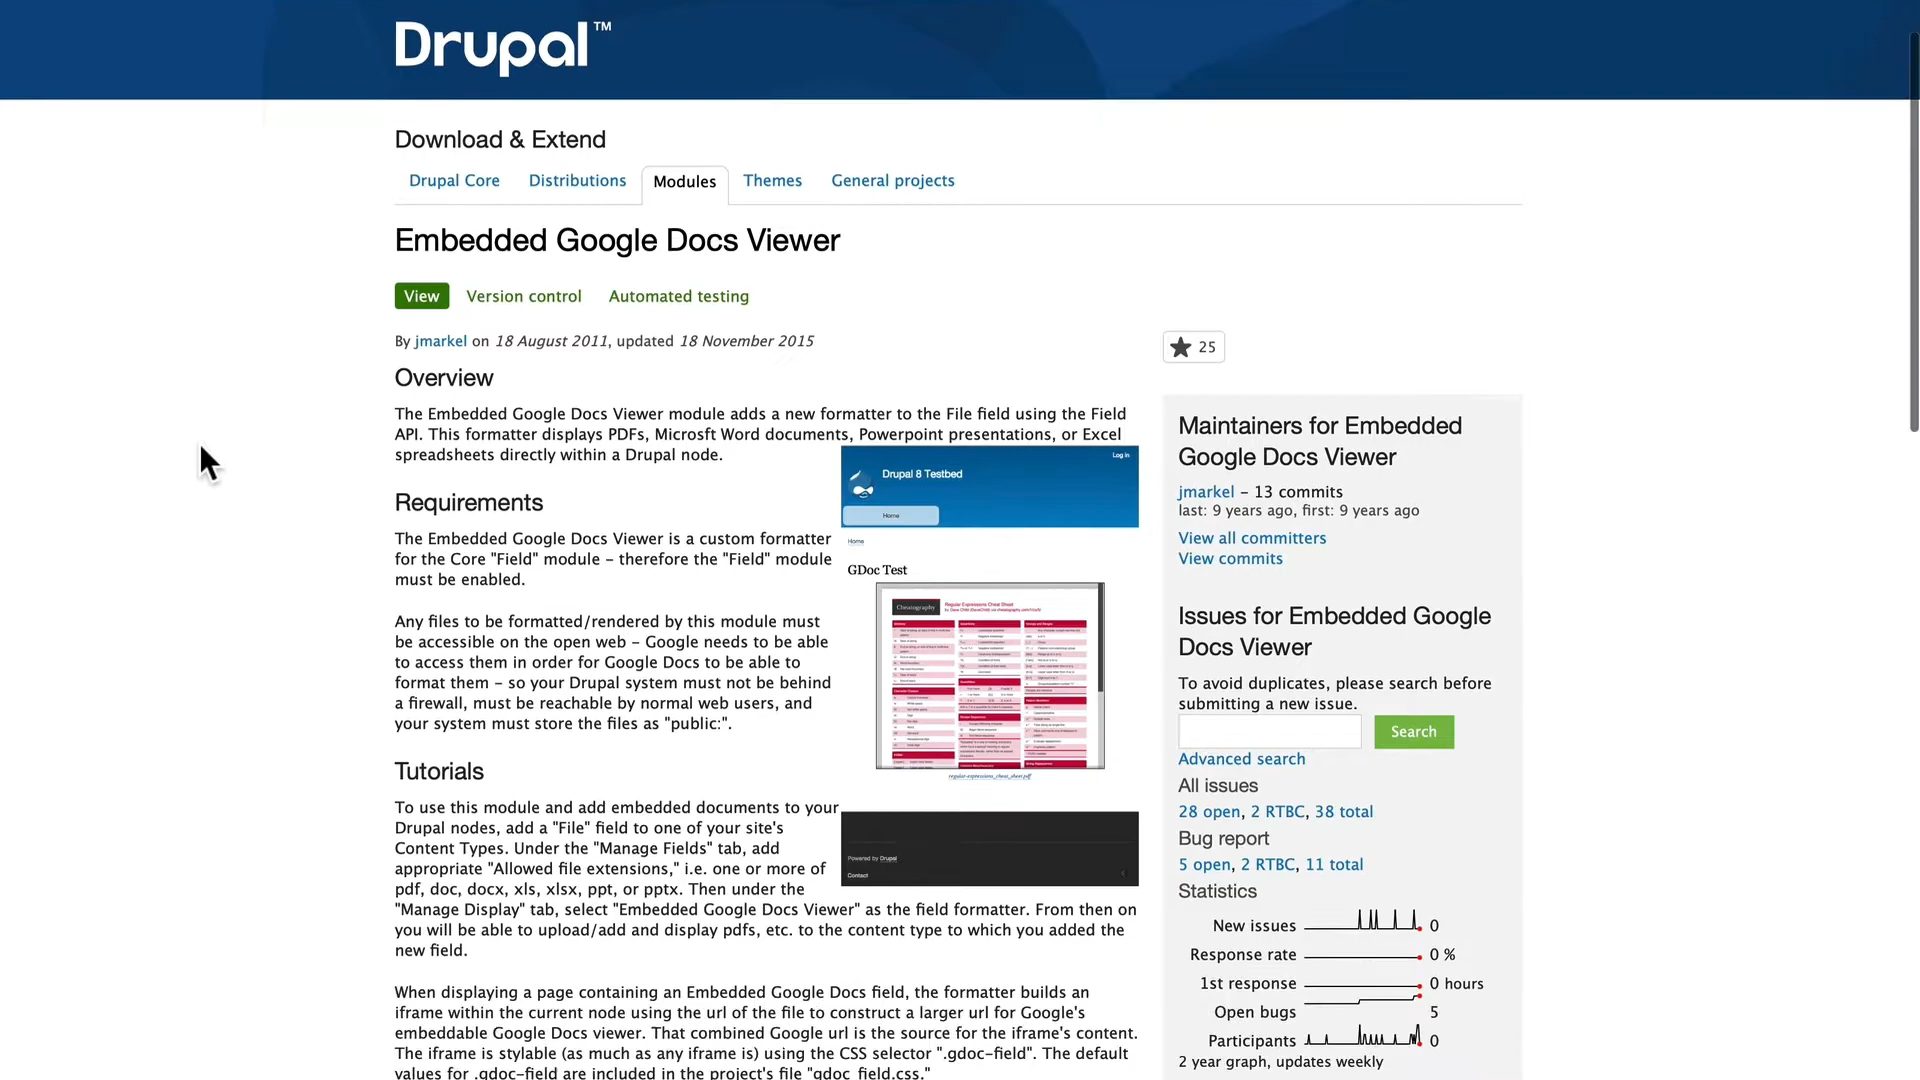 Drupal™
Download & Extend
Drupal Core
Distributions
Modules
Themes
General projects
Embedded Google Docs Viewer
View
Version control
Automated testing
By jmarkel on 18 August 2011, updated 18 November 2015
25
Overview
The Embedded Google Docs Viewer module adds a new formatter to the File field using the Field
API. This formatter displays PDFs, Microsft Word documents, Powerpoint presentations, or Excel
spreadsheets directly within a Drupal node.
Requirements
The Embedded Google Docs Viewer is a custom formatter
for the Core "Field" module – therefore the "Field" module
must be enabled.
Any files to be formatted/rendered by this module must
be accessible on the open web – Google needs to be able
to access them in order for Google Docs to be able to
format them – so your Drupal system must not be behind
a firewall, must be reachable by normal web users, and
your system must store the files as "public:".
Log in
Drupal 8 Testbed
Home
Home
GDoc Test
Cheatography
Regular Expressions Cheat Sheet
regular-expressions_cheat_sheet.pdf
Powered by Drupal
Contact
Tutorials
To use this module and add embedded documents to your
Drupal nodes, add a "File" field to one of your site's
Content Types. Under the "Manage Fields" tab, add
appropriate "Allowed file extensions," i.e. one or more of
pdf, doc, docx, xls, xlsx, ppt, or pptx. Then under the
"Manage Display" tab, select "Embedded Google Docs Viewer" as the field formatter. From then on
you will be able to upload/add and display pdfs, etc. to the content type to which you added the
new field.
When displaying a page containing an Embedded Google Docs field, the formatter builds an
iframe within the current node using the url of the file to construct a larger url for Google's
embeddable Google Docs viewer. That combined Google url is the source for the iframe's content.
The iframe is stylable (as much as any iframe is) using the CSS selector ".gdoc-field". The default
values for .gdoc-field are included in the project's file "gdoc_field.css."
Maintainers for Embedded
Google Docs Viewer
jmarkel – 13 commits
last: 9 years ago, first: 9 years ago
View all committers
View commits
Issues for Embedded Google
Docs Viewer
To avoid duplicates, please search before
submitting a new issue.
Search
Advanced search
All issues
28 open, 2 RTBC, 38 total
Bug report
5 open, 2 RTBC, 11 total
Statistics
New issues 0
Response rate 0 %
1st response 0 hours
Open bugs 5
Participants 0
2 year graph, updates weekly